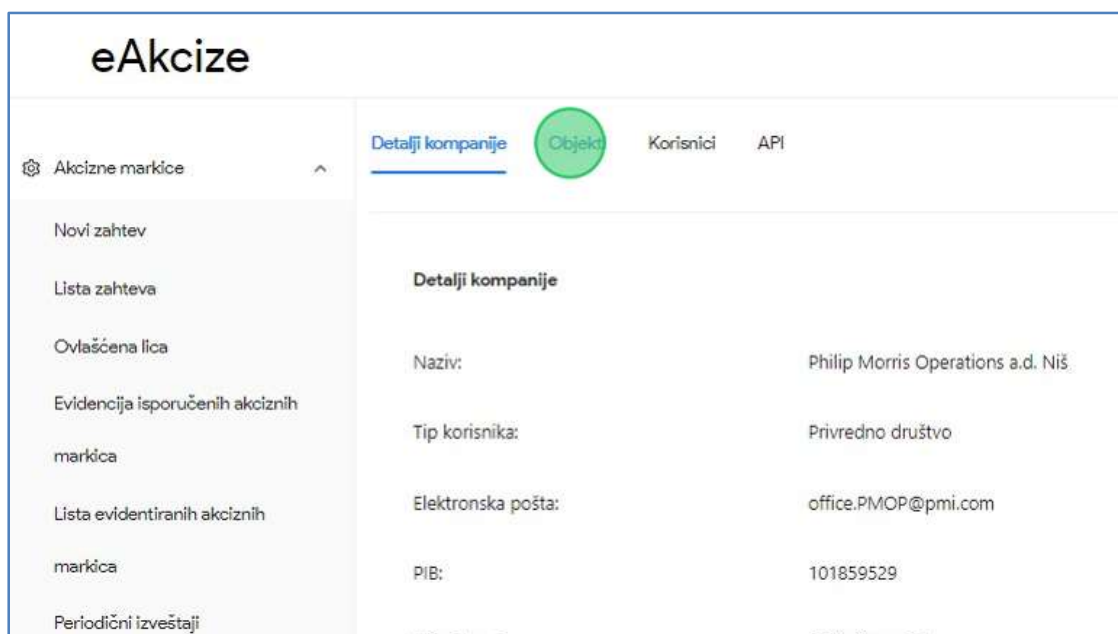 eAkcize
Detalji kompanije Objekti Korisnici API
Akcizne markice
Novi zahtev
Lista zahteva
Ovlašćena lica
Evidencija isporučenih akciznih
markica
Lista evidentiranih akciznih
markica
Periodični izveštaji
Detalji kompanije
Naziv: Philip Morris Operations a.d. Niš
Tip korisnika: Privredno društvo
Elektronska pošta: office.PMOP@pmi.com
PIB: 101859529